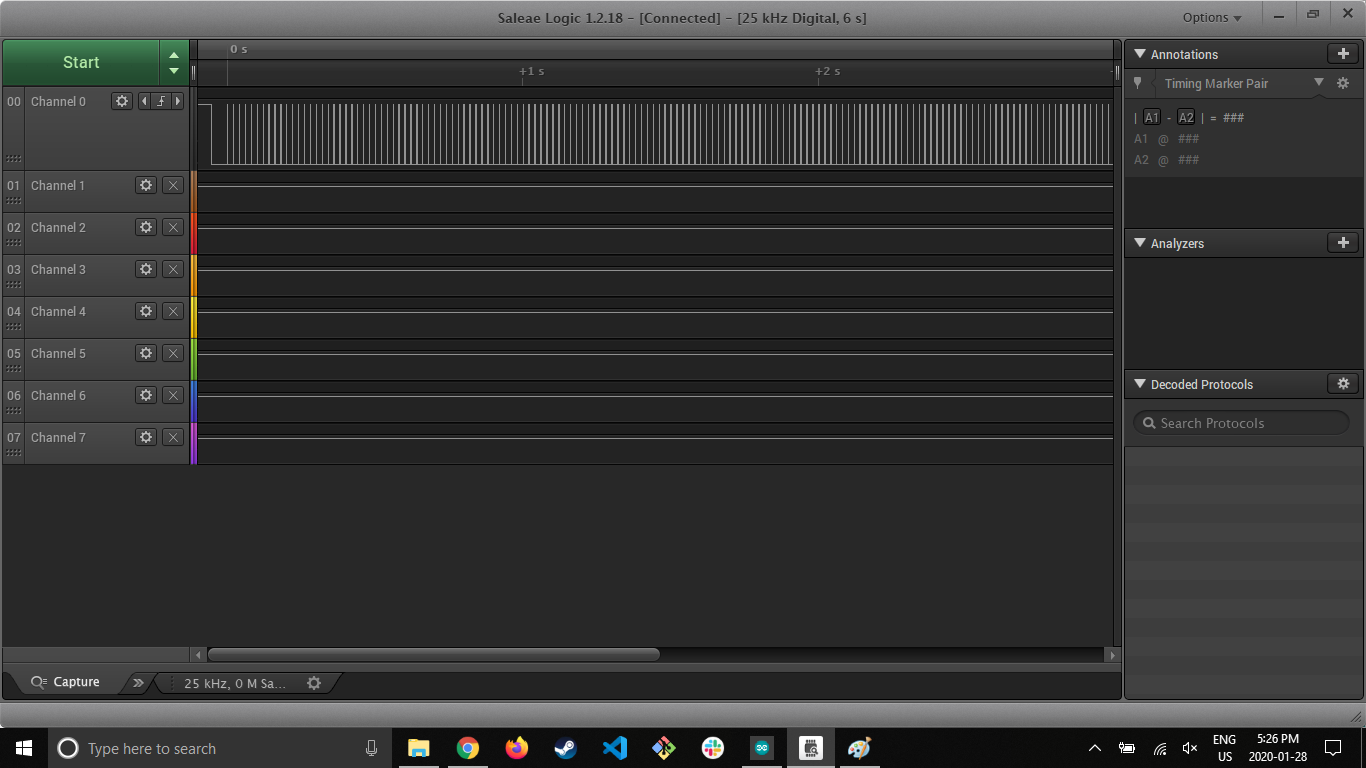 Saleae Logic 1.2.18 - [Connected] - [25 kHz Digital, 6 s]
Options
Start
0 s
+1 s
+2 s
Annotations
Timing Marker Pair
| A1 - A2 | = ###
A1 @ ###
A2 @ ###
00 Channel 0
01 Channel 1
02 Channel 2
03 Channel 3
04 Channel 4
05 Channel 5
06 Channel 6
07 Channel 7
Analyzers
Decoded Protocols
Search Protocols
Capture
25 kHz, 0 M Sa...
Type here to search
ENG
US
5:26 PM
2020-01-28